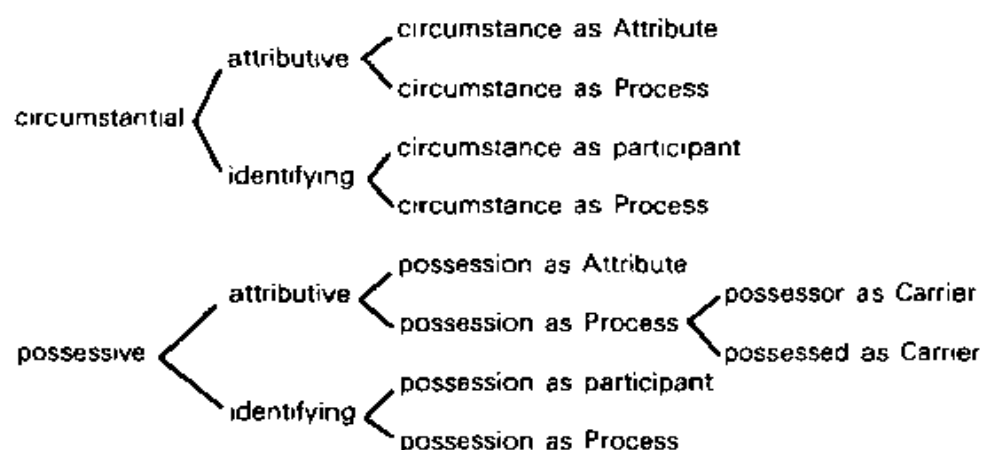 circumstance as Attribute
attributive
circumstance as Process
circumstantial
circumstance as participant
identifying
circumstance as Process
possession as Attribute
attributive possessor as Carrier
possession as Process
possessive possessed as Carrier
possession as participant
identifying
possession as Process